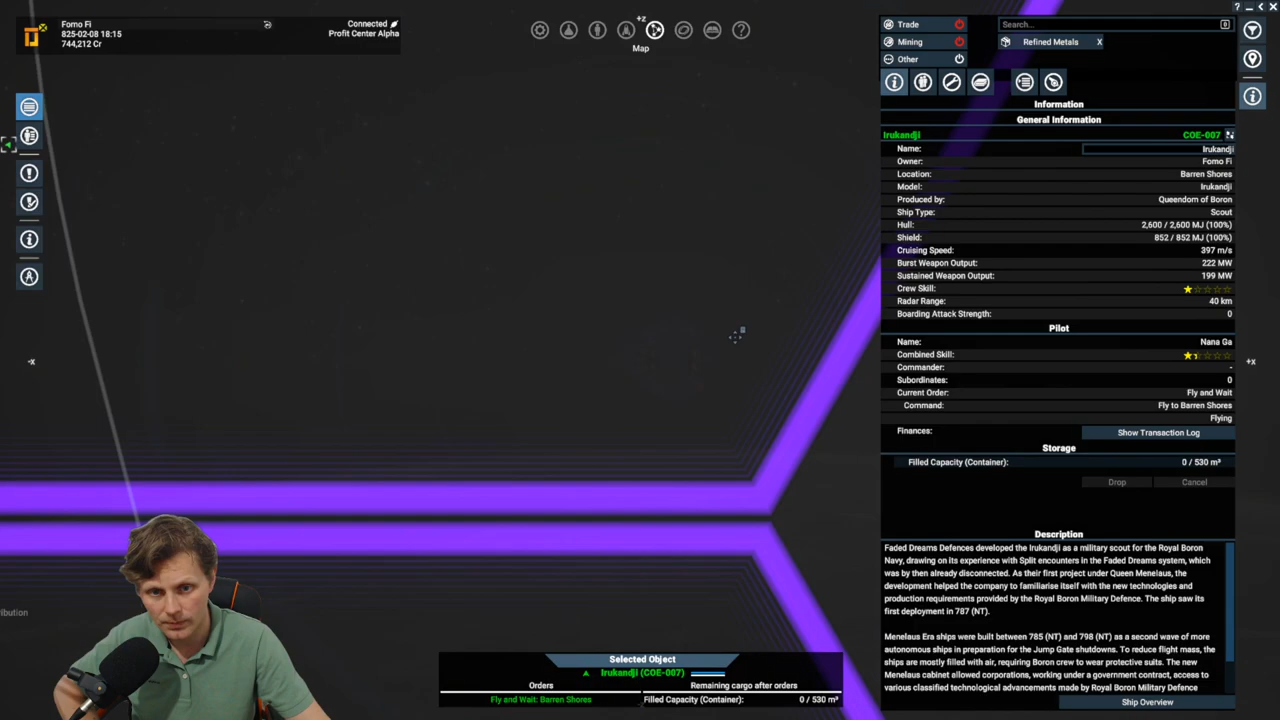 Fomo Fi
825-02-08 18:15
744,212 Cr
Connected
Profit Center Alpha
+z
Map
-x
+x
Trade
Mining
Other
Search...
0
Refined Metals X
Information
General Information
Irukandji COE-007
Name: Irukandji
Owner: Fomo Fi
Location: Barren Shores
Model: Irukandji
Produced by: Queendom of Boron
Ship Type: Scout
Hull: 2,600 / 2,600 MJ (100%)
Shield: 852 / 852 MJ (100%)
Cruising Speed: 397 m/s
Burst Weapon Output: 222 MW
Sustained Weapon Output: 199 MW
Crew Skill:
Radar Range: 40 km
Boarding Attack Strength: 0
Pilot
Name: Nana Ga
Combined Skill:
Commander: -
Subordinates: 0
Current Order: Fly and Wait
Command: Fly to Barren Shores
Flying
Finances: Show Transaction Log
Storage
Filled Capacity (Container): 0 / 530 m³
Drop Cancel
Description
Faded Dreams Defences developed the Irukandji as a military scout for the Royal Boron
Navy, drawing on its experience with Split encounters in the Faded Dreams system, which
was by then already disconnected. As their first project under Queen Menelaus, the
development helped the company to familiarise itself with the new technologies and
production requirements provided by the Royal Boron Military Defence. The ship saw its
first deployment in 787 (NT).
Menelaus Era ships were built between 785 (NT) and 798 (NT) as a second wave of more
autonomous ships in preparation for the Jump Gate shutdowns. To reduce flight mass, the
ships are mostly filled with air, requiring Boron crew to wear protective suits. The new
Menelaus cabinet allowed corporations, working under a government contract, access to
various classified technological advancements made by Royal Boron Military Defence
Ship Overview
ribution
Selected Object
Irukandji (COE-007)
Orders Remaining cargo after orders
Fly and Wait: Barren Shores Filled Capacity (Container): 0 / 530 m³